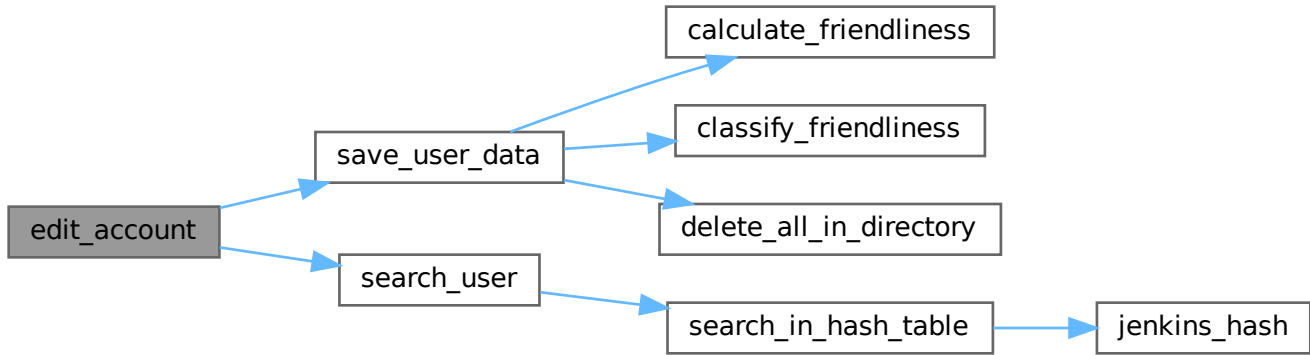 calculate_friendliness
classify_friendliness
save_user_data
delete_all_in_directory
edit_account
search_user
search_in_hash_table
jenkins_hash